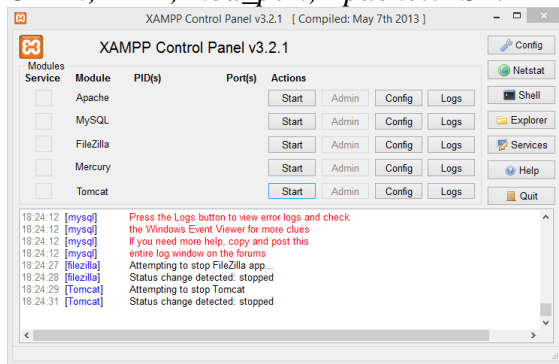 XAMPP Control Panel v3.2.1 [ Compiled: May 7th 2013 ]
XAMPP Control Panel v3.2.1
Config
Modules
Service Module PID(s) Port(s) Actions
Netstat
Apache Start Admin Config Logs
Shell
MySQL Start Admin Config Logs
Explorer
FileZilla Start Admin Config Logs
Services
Mercury Start Admin Config Logs
Help
Tomcat Start Admin Config Logs
Quit
18:24:12 [mysql] Press the Logs button to view error logs and check
18:24:12 [mysql] the Windows Event Viewer for more clues
18:24:12 [mysql] If you need more help, copy and post this
18:24:12 [mysql] entire log window on the forums
18:24:27 [filezilla] Attempting to stop FileZilla app...
18:24:28 [filezilla] Status change detected: stopped
18:24:29 [Tomcat] Attempting to stop Tomcat
18:24:31 [Tomcat] Status change detected: stopped